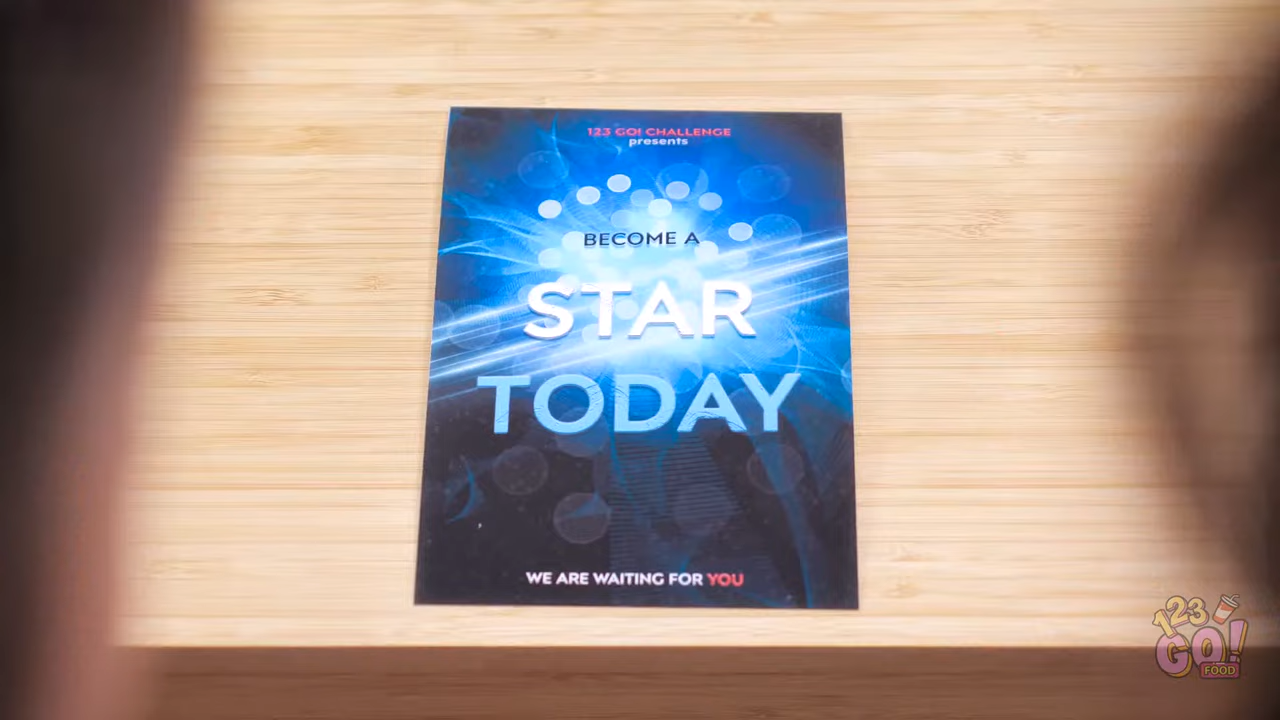 123 GO! CHALLENGE
presents
BECOME A
STAR
TODAY
WE ARE WAITING FOR YOU
123
GO!
FOOD